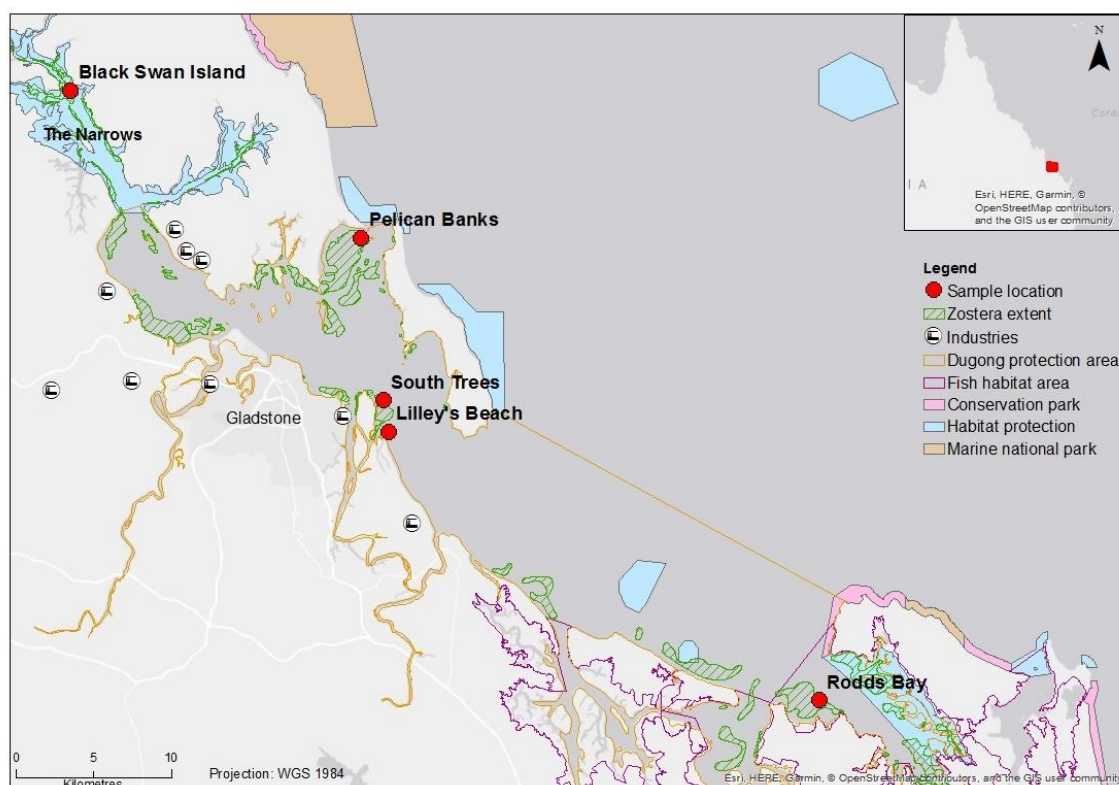 Black Swan Island
The Narrows
Pelican Banks
South Trees
Lilley's Beach
Gladstone
Rodds Bay
N
Coral
I A
Esri, HERE, Garmin, ©
OpenStreetMap contributors,
and the GIS user community
Legend
Sample location
Zostera extent
Industries
Dugong protection area
Fish habitat area
Conservation park
Habitat protection
Marine national park
0 5 10
Kilometres
Projection: WGS 1984
Esri, HERE, Garmin, © OpenStreetMap contributors, and the GIS user community